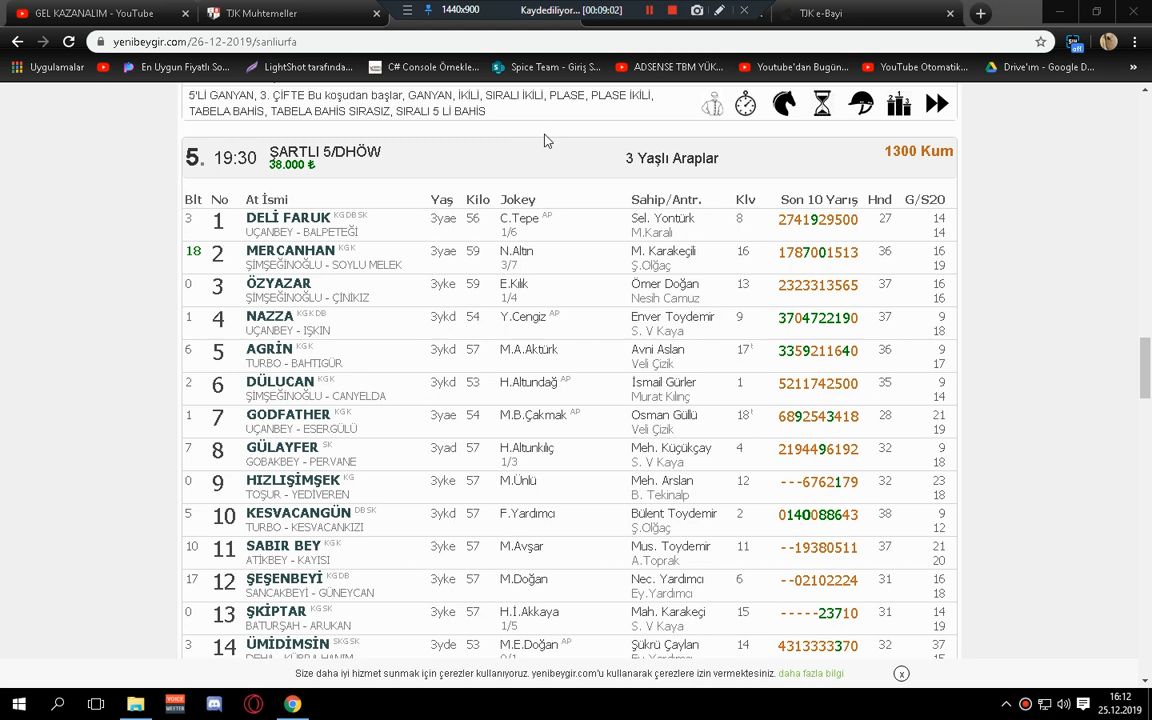 GEL KAZANALIM - YouTube
TJK Muhtemeller
1440x900
Kaydediliyor... [00:09:02]
TJK e-Bayi
yenibeygir.com/26-12-2019/sanliurfa
Uygulamalar
En Uygun Fiyatlı So...
LightShot tarafında...
C# Console Örnekle...
Spice Team - Giriş S...
ADSENSE TBM YÜK...
Youtube'dan Bugün...
YouTube Otomatik...
Drive'ım - Google D...
»
off
5'Lİ GANYAN, 3. ÇİFTE Bu koşudan başlar, GANYAN, İKİLİ, SIRALI İKİLİ, PLASE, PLASE İKİLİ,
TABELA BAHİS, TABELA BAHİS SIRASIZ, SIRALI 5 Lİ BAHİS
5. 19:30 ŞARTLI 5/DHÖW 3 Yaşlı Araplar 1300 Kum
38.000 ₺
Blt No At İsmi Yaş Kilo Jokey Sahip/Antr. Klv Son 10 Yarış Hnd G/S20
3 1 DELİ FARUK KGDBSK 3yae 56 C.Tepe AP Sel. Yontürk 8 2741929500 27 14
UÇANBEY - BALPETEĞİ 1/6 M.Karalı 14
18 2 MERCANHAN KGK 3yae 59 N.Altın M. Karakeçili 16 1787001513 36 16
ŞİMŞEĞİNOĞLU - SOYLU MELEK 3/7 Ş.Olğaç 19
0 3 ÖZYAZAR 3yke 59 E.Kılık Ömer Doğan 13 2323313565 37 16
ŞİMŞEĞİNOĞLU - ÇİNİKIZ 1/4 Nesih Camuz 16
1 4 NAZZA KGKDB 3ykd 54 Y.Cengiz AP Enver Toydemir 9 3704722190 37 9
UÇANBEY - IŞKIN S. V Kaya 18
6 5 AGRİN KGK 3ykd 57 M.A.Aktürk Avni Aslan 17t 3359211640 36 9
TURBO - BAHTIGÜR Veli Çizik 17
2 6 DÜLUCAN KGK 3ykd 53 H.Altundağ AP İsmail Gürler 1 5211742500 35 9
ŞİMŞEĞİNOĞLU - CANYELDA Murat Kılınç 14
1 7 GODFATHER KGK 3yae 54 M.B.Çakmak AP Osman Güllü 18t 6892543418 28 21
UÇANBEY - ESERGÜLÜ Veli Çizik 19
7 8 GÜLAYFER SK 3yad 57 H.Altunkılıç Meh. Küçükçay 4 2194496192 32 9
GOBAKBEY - PERVANE 1/3 S. V Kaya 18
0 9 HIZLIŞİMŞEK KG 3yke 57 M.Ünlü Meh. Arslan 12 ---6762179 32 23
TOŞUR - YEDİVEREN B. Tekinalp 18
5 10 KESVACANGÜN DBSK 3ykd 57 F.Yardımcı Bülent Toydemir 2 0140088643 38 9
TURBO - KESVACANKIZI Ş.Olğaç 12
10 11 SABIR BEY KGK 3yke 57 M.Avşar Mus. Toydemir 11 --19380511 37 21
ATİKBEY - KAYISI A.Toprak 20
17 12 ŞEŞENBEYİ KGDB 3yke 57 M.Doğan Nec. Yardımcı 6 --02102224 31 16
SANCAKBEYİ - GÜNEYCAN Ey.Yardımcı 18
0 13 ŞKİPTAR KGSK 3yke 57 H.İ.Akkaya Mah. Karakeçi 15 -----23710 31 14
BATURŞAH - ARUKAN 1/5 S. V Kaya 19
3 14 ÜMİDİMSİN SKGSK 3yde 53 M.E.Doğan AP Şükrü Çaylan 14 4313333370 32 37
Size daha iyi hizmet sunmak için çerezler kullanıyoruz. yenibeygir.com'u kullanarak çerezlere izin vermektesiniz. daha fazla bilgi x
VOICE MEETER
16:12
25.12.2019